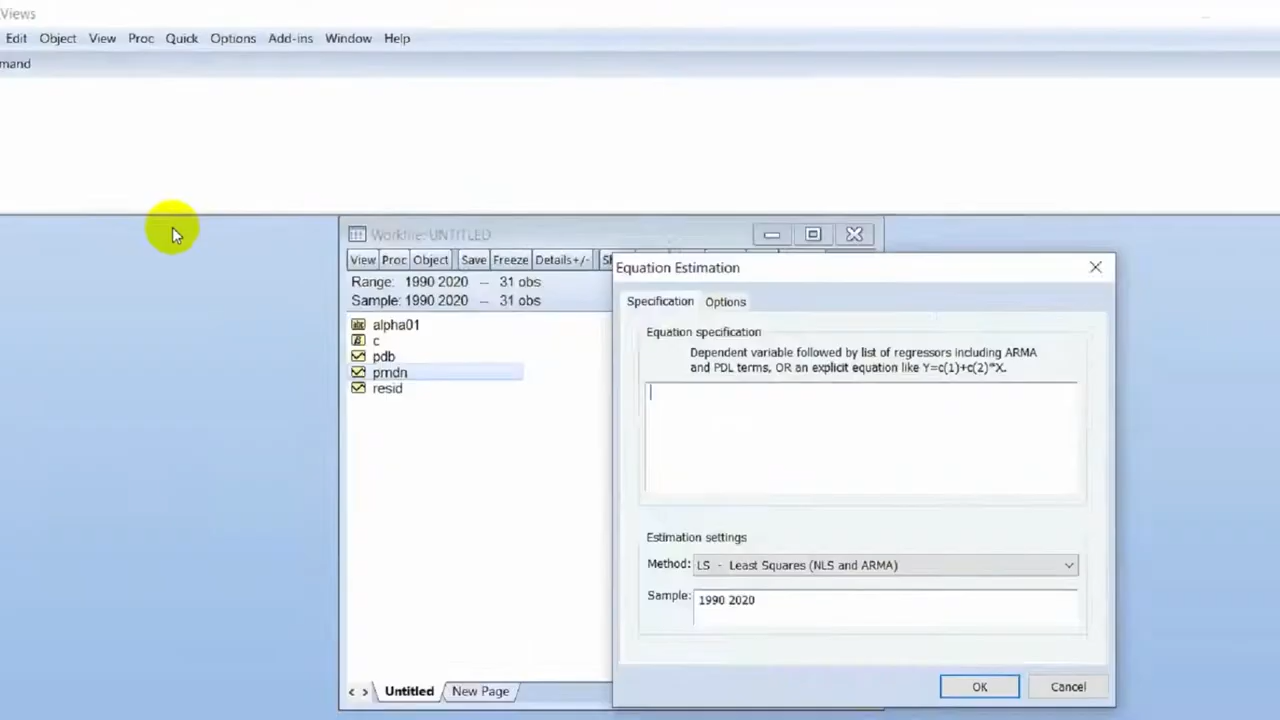 Views
Edit Object View Proc Quick Options Add-ins Window Help
mand
Workfile: UNTITLED
View Proc Object Save Freeze Details+/-
Range: 1990 2020 -- 31 obs
Sample: 1990 2020 -- 31 obs
alpha01
c
pdb
prndn
resid
Untitled New Page
Equation Estimation
Specification Options
Equation specification
Dependent variable followed by list of regressors including ARMA
and PDL terms, OR an explicit equation like Y=c(1)+c(2)*X.
Estimation settings
Method: LS - Least Squares (NLS and ARMA)
Sample: 1990 2020
OK Cancel